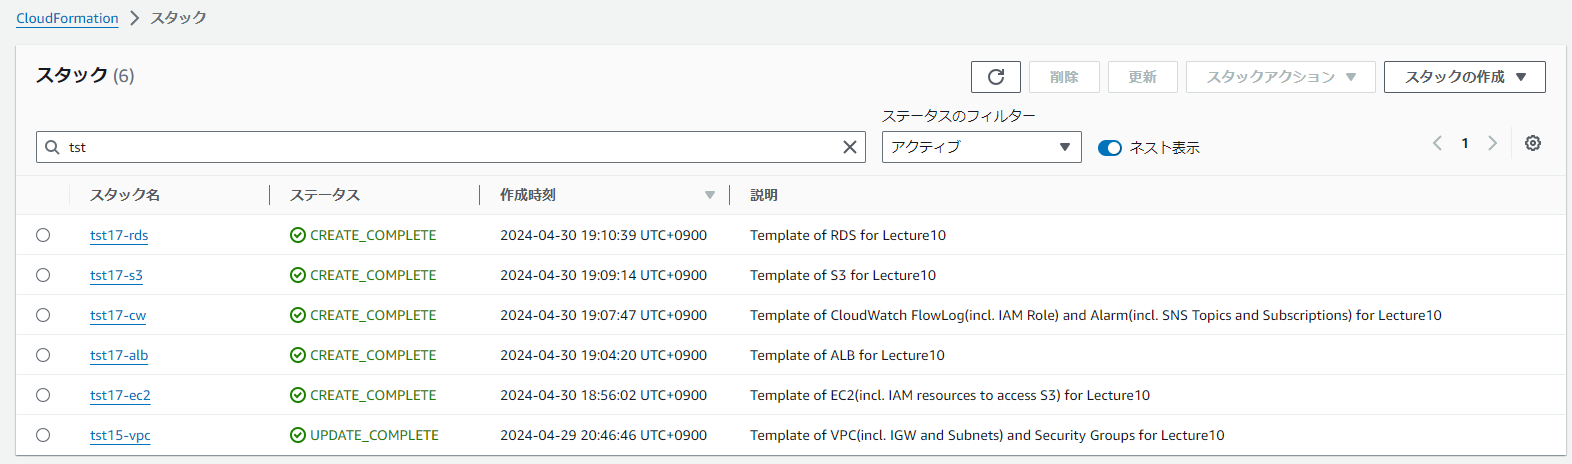 CloudFormation > スタック
スタック (6)
削除 更新 スタックアクション スタックの作成
ステータスのフィルター
tst アクティブ ネスト表示 1
スタック名 ステータス 作成時刻 説明
tst17-rds CREATE_COMPLETE 2024-04-30 19:10:39 UTC+0900 Template of RDS for Lecture10
tst17-s3 CREATE_COMPLETE 2024-04-30 19:09:14 UTC+0900 Template of S3 for Lecture10
tst17-cw CREATE_COMPLETE 2024-04-30 19:07:47 UTC+0900 Template of CloudWatch FlowLog(incl. IAM Role) and Alarm(incl. SNS Topics and Subscriptions) for Lecture10
tst17-alb CREATE_COMPLETE 2024-04-30 19:04:20 UTC+0900 Template of ALB for Lecture10
tst17-ec2 CREATE_COMPLETE 2024-04-30 18:56:02 UTC+0900 Template of EC2(incl. IAM resources to access S3) for Lecture10
tst15-vpc UPDATE_COMPLETE 2024-04-29 20:46:46 UTC+0900 Template of VPC(incl. IGW and Subnets) and Security Groups for Lecture10